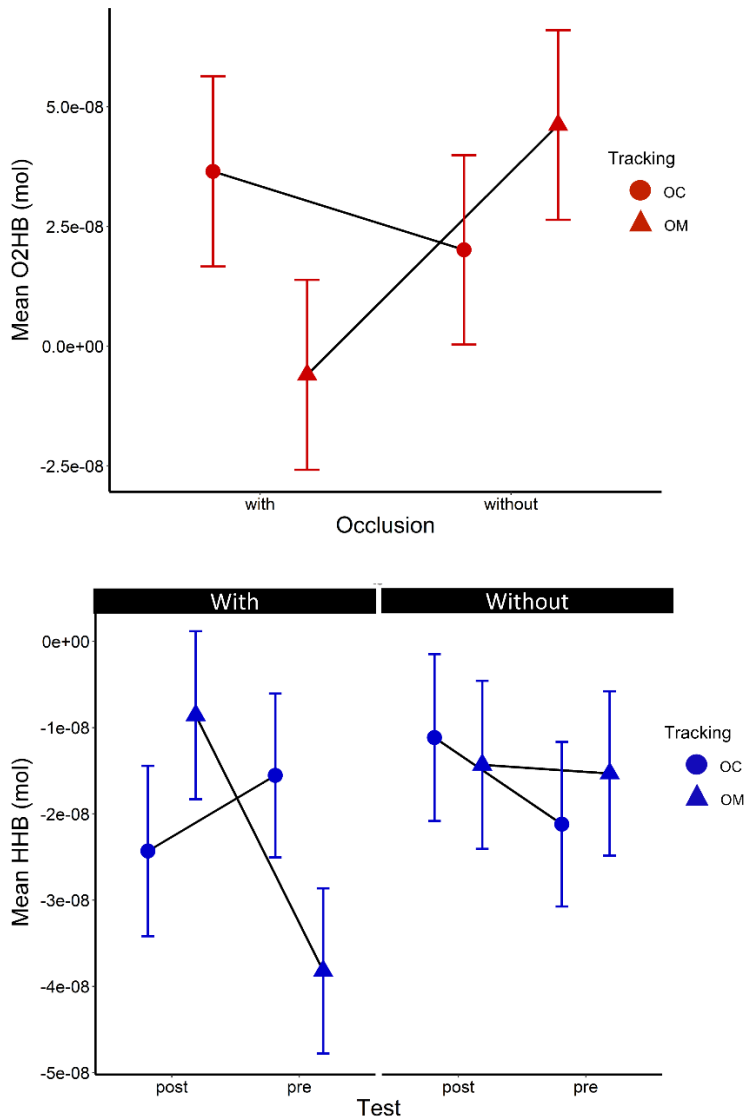 Mean O2HB (mol)
5.0e-08
2.5e-08
0.0e+00
-2.5e-08
with
without
Occlusion
Tracking
OC
OM
With
Without
Mean HHB (mol)
0e+00
-1e-08
-2e-08
-3e-08
-4e-08
-5e-08
post
pre
post
pre
Test
Tracking
OC
OM